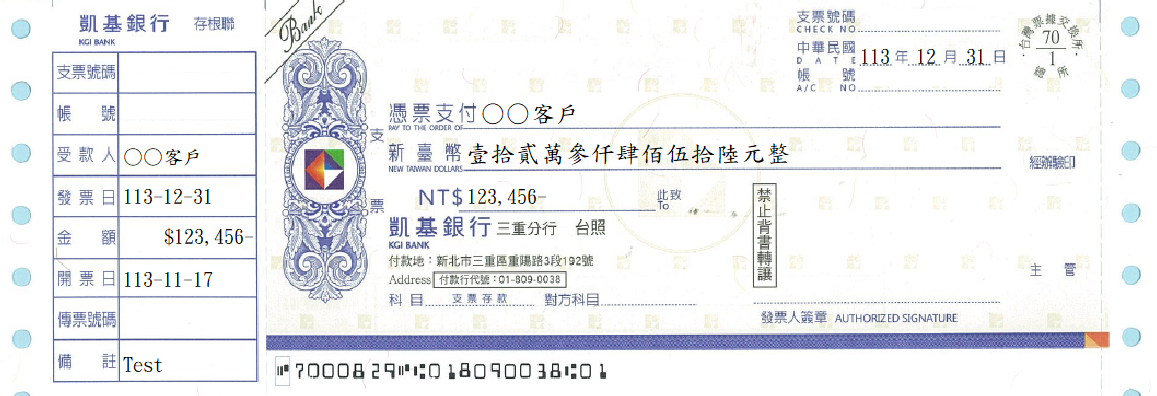 凱基銀行 存根聯
KGI BANK
支票號碼
帳 號
受款人 〇〇客戶
發票日 113-12-31
金 額 $123,456-
開票日 113-11-17
傳票號碼
備 註 Test
Bank
支票
支票號碼
CHECK NO.
中華民國 113 年 12 月 31 日
DATE
帳 號
A/C NO.
台灣票據交換所
70
1
總所
憑票支付 〇〇客戶
PAY TO THE ORDER OF
新臺幣 壹拾貳萬參仟肆佰伍拾陸元整
NEW TAIWAN DOLLARS
NT$ 123,456- 此致
To
凱基銀行 三重分行 台照
KGI BANK
付款地：新北市三重區重陽路3段192號
Address 付款行代號：01-809-0038
科目 支票存款 對方科目
禁止背書轉讓
經辦驗印
主 管
發票人簽章 AUTHORIZED SIGNATURE
⑈7000829⑈⑆018090038⑆01